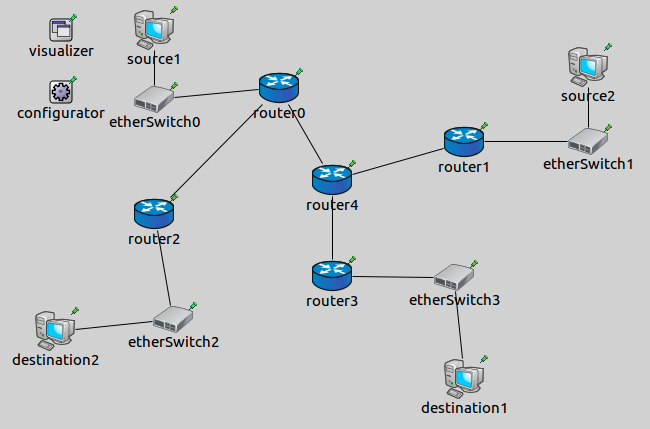 visualizer
source1
configurator
etherSwitch0
router0
source2
etherSwitch1
router1
router4
router2
router3
etherSwitch3
destination2
etherSwitch2
destination1